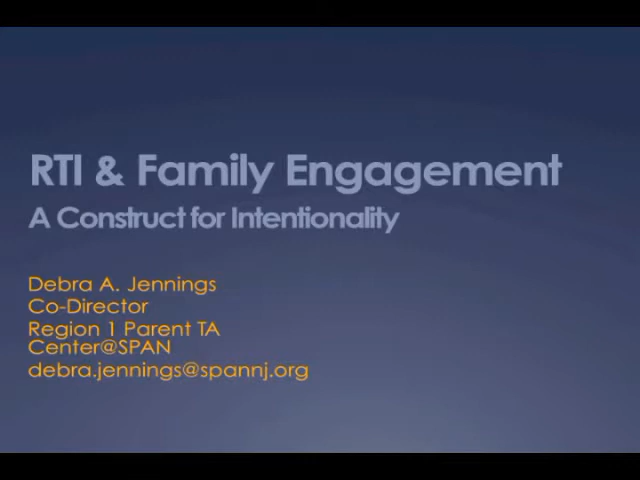 RTI & Family Engagement
A Construct for Intentionality
Debra A. Jennings
Co-Director
Region 1 Parent TA
Center@SPAN
debra.jennings@spannj.org